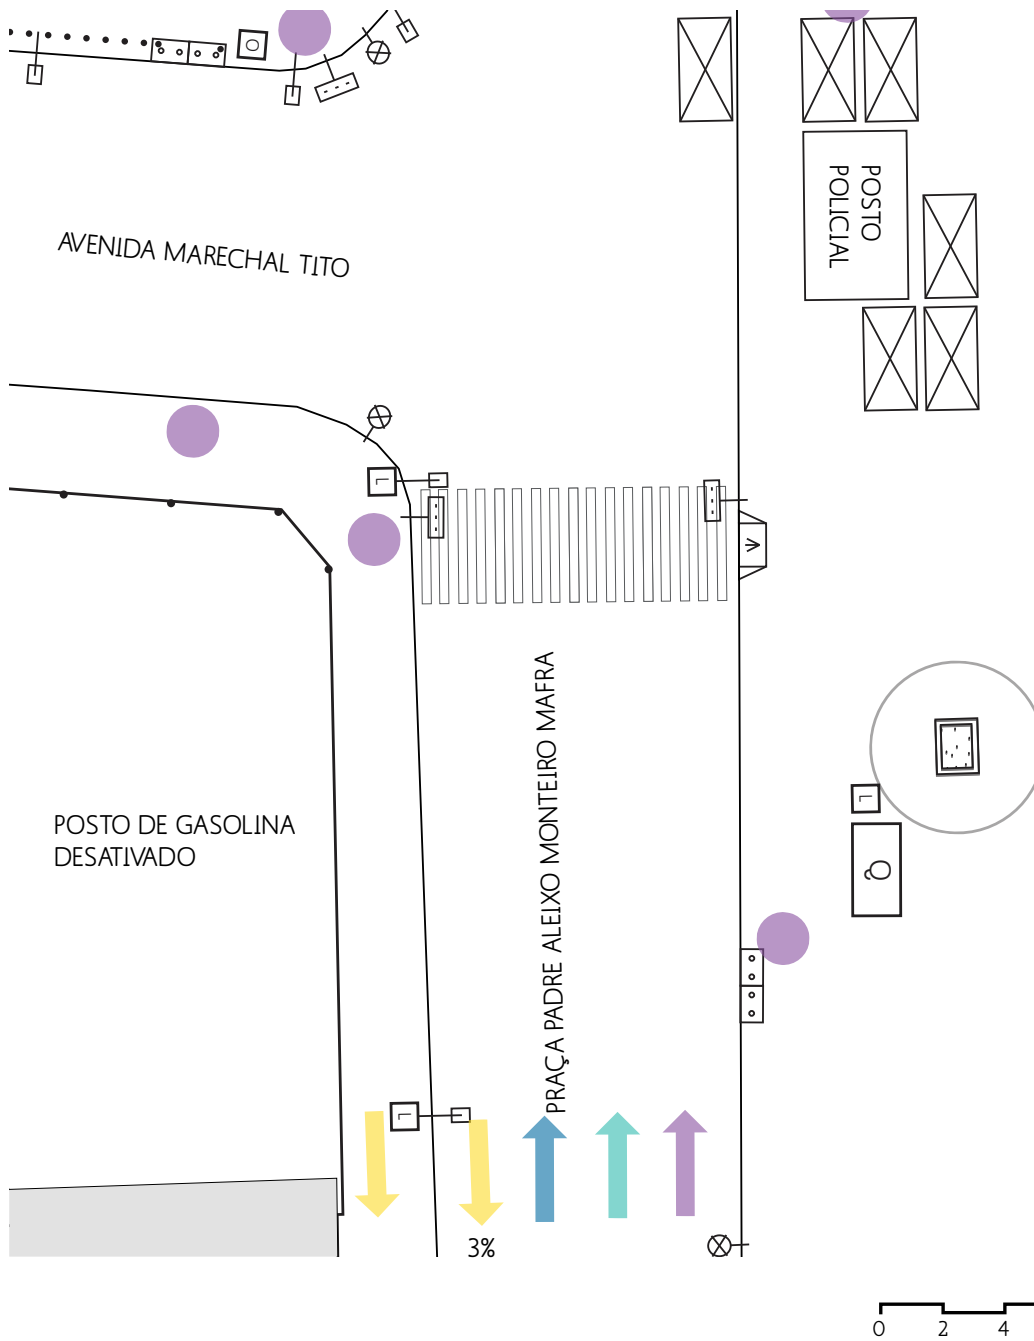 O
POSTO
POLICIAL
AVENIDA MARECHAL TITO
L
V
PRAÇA PADRE ALEIXO MONTEIRO MAFRA
POSTO DE GASOLINA
DESATIVADO
L
Q
L
3%
0 2 4